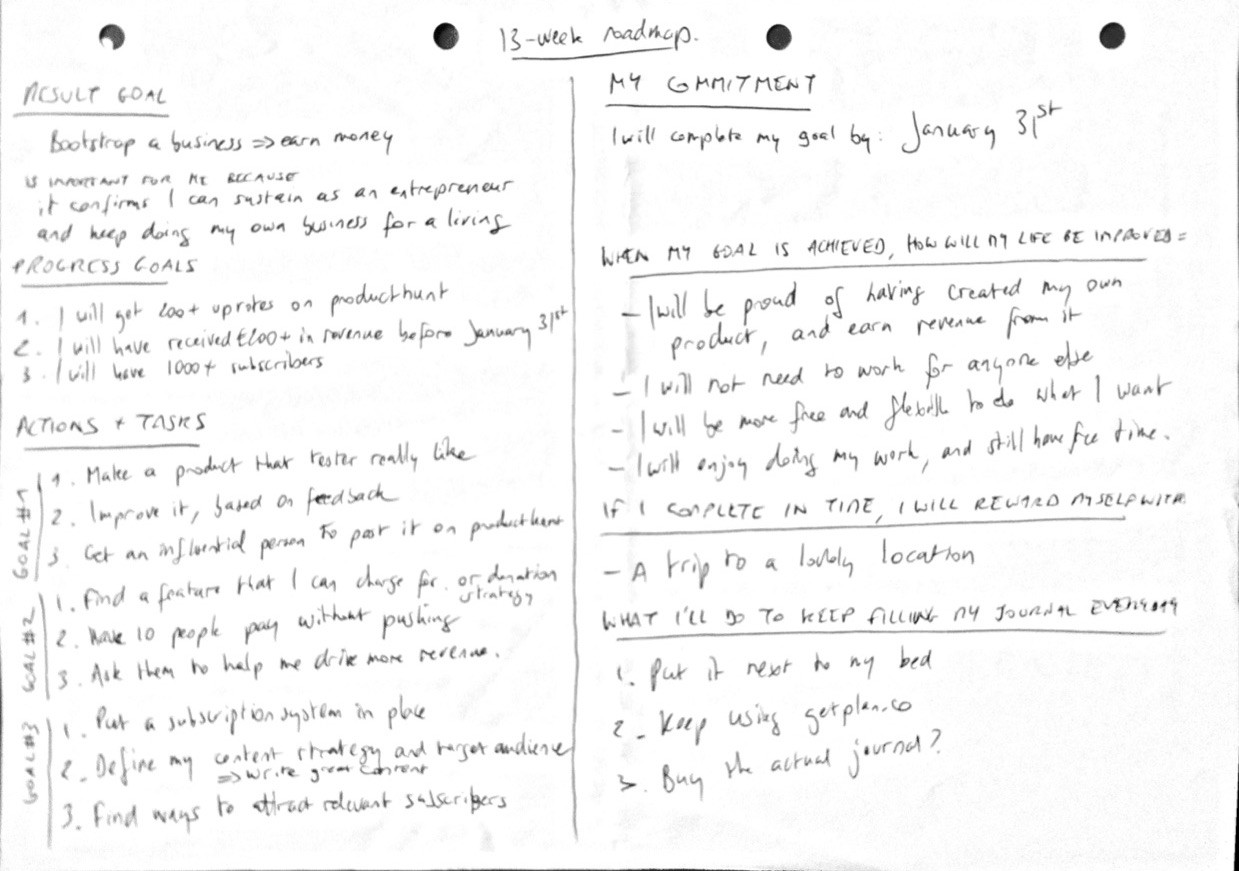 13-week roadmap.
RESULT GOAL
Bootstrap a business => earn money
IS IMPORTANT FOR ME BECAUSE
it confirms I can sustain as an entrepreneur
and keep doing my own business for a living
PROGRESS GOALS
1. I will get 200+ upvotes on producthunt
2. I will have received €200+ in revenue before January 31st
3. I will have 1000+ subscribers
ACTIONS + TASKS
GOAL #1
1. Make a product that tester really like
2. Improve it, based on feedback
3. Get an influential person to post it on producthunt
GOAL #2
1. Find a feature that I can charge for. or donation
strategy
2. Have 10 people pay without pushing
3. Ask them to help me drive more revenue.
GOAL #3
1. Put a subscription system in place
2. Define my content strategy and target audience
=> write great content
3. Find ways to attract relevant subscribers
MY COMMITMENT
I will complete my goal by: January 31st
WHEN MY GOAL IS ACHIEVED, HOW WILL MY LIFE BE IMPROVED =
- I will be proud of having created my own
product, and earn revenue from it
- I will not need to work for anyone else
- I will be more free and flexible to do what I want
- I will enjoy doing my work, and still have free time.
IF I COMPLETE IN TIME, I WILL REWARD MYSELF WITH
- A trip to a lovely location
WHAT I'LL DO TO KEEP FILLING MY JOURNAL EVERYDAY
1. Put it next to my bed
2. Keep using getplan.co
3. Buy the actual journal?